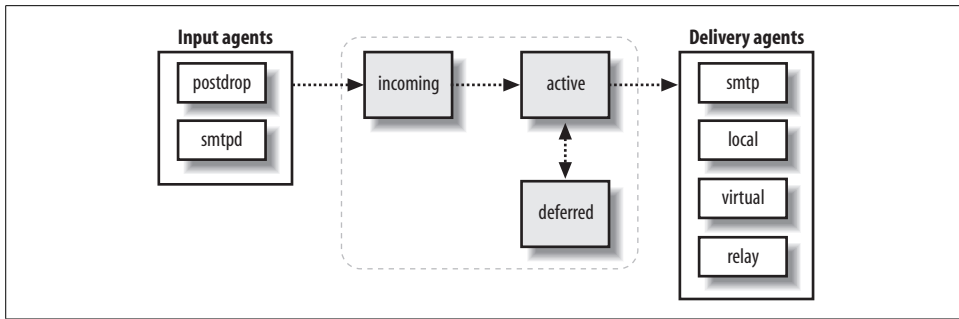 Input agents
postdrop
smtpd
incoming
active
deferred
Delivery agents
smtp
local
virtual
relay